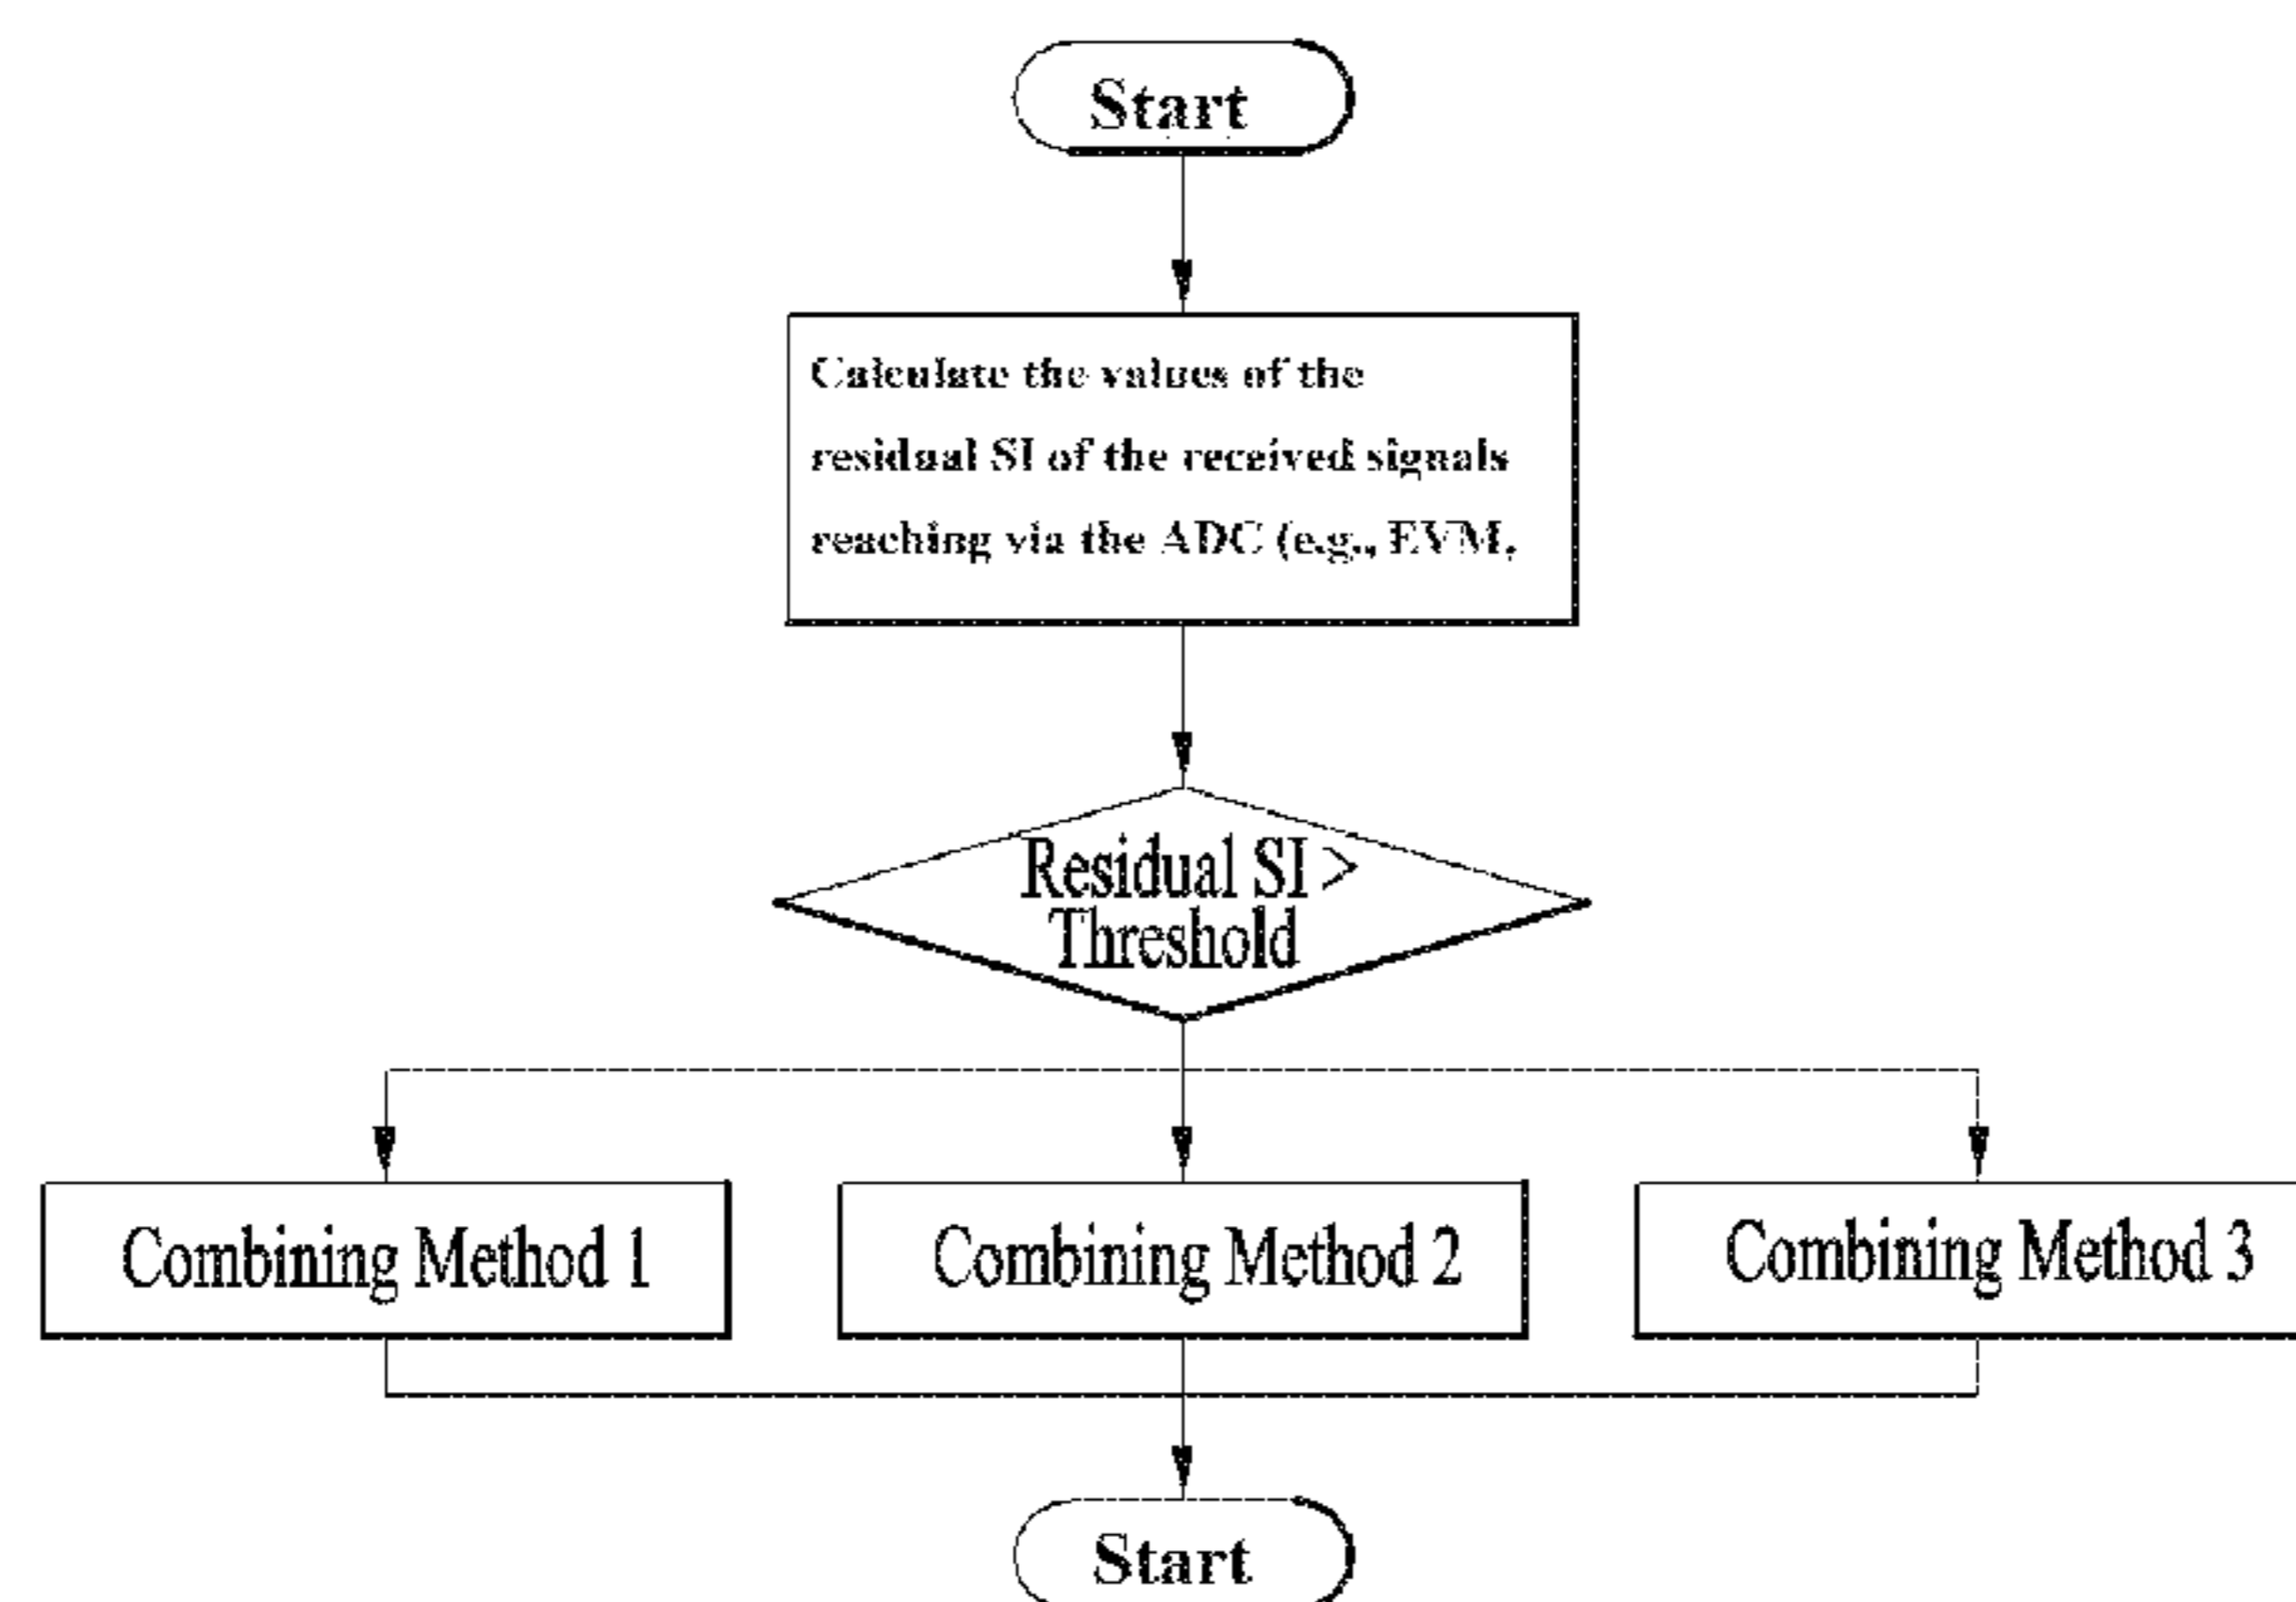 Start
Calculate the values of the
residual SI of the received signals
reaching via the ADC (e.g., EVM,
Residual SI >
Threshold
Combining Method 1
Combining Method 2
Combining Method 3
Start